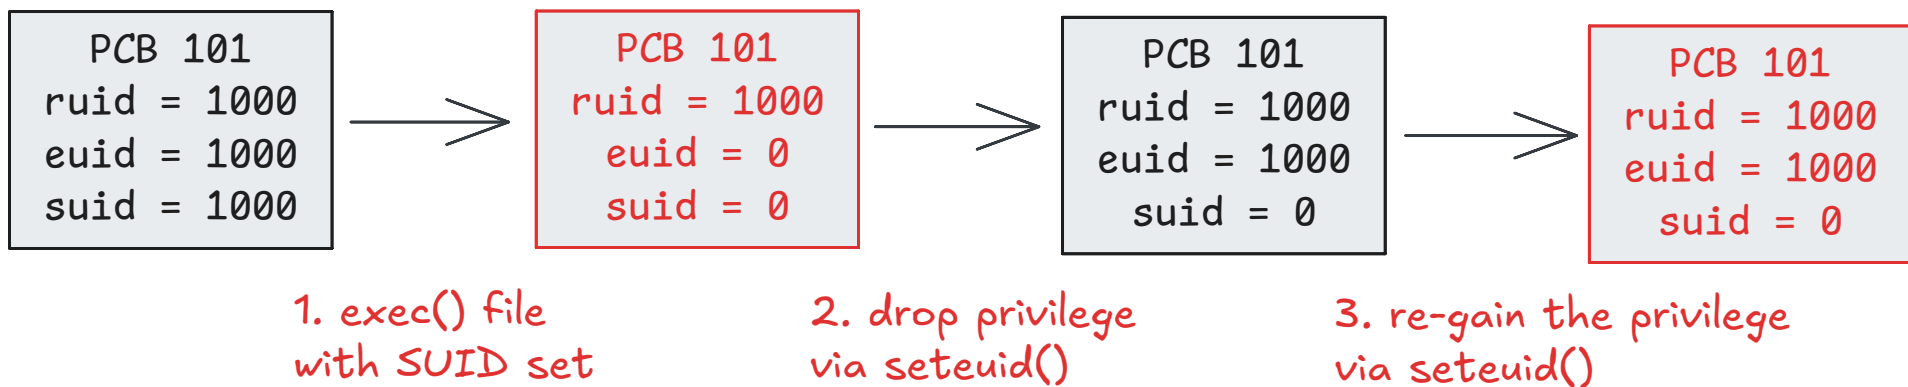 PCB 101
ruid = 1000
euid = 1000
suid = 1000
PCB 101
ruid = 1000
euid = 0
suid = 0
PCB 101
ruid = 1000
euid = 1000
suid = 0
PCB 101
ruid = 1000
euid = 1000
suid = 0
1. exec() file
with SUID set
2. drop privilege
via seteuid()
3. re-gain the privilege
via seteuid()